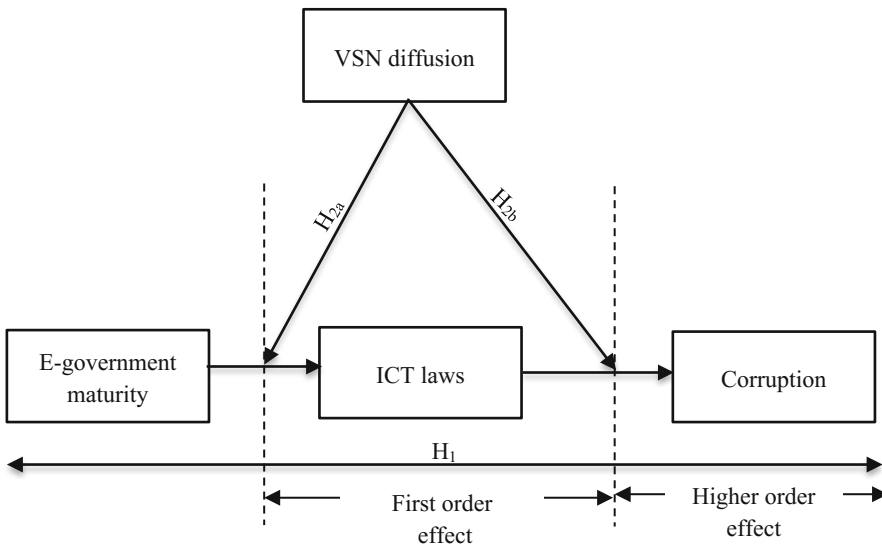 VSN diffusion
H2a
H2b
E-government
maturity
ICT laws
Corruption
H1
First order
effect
Higher order
effect